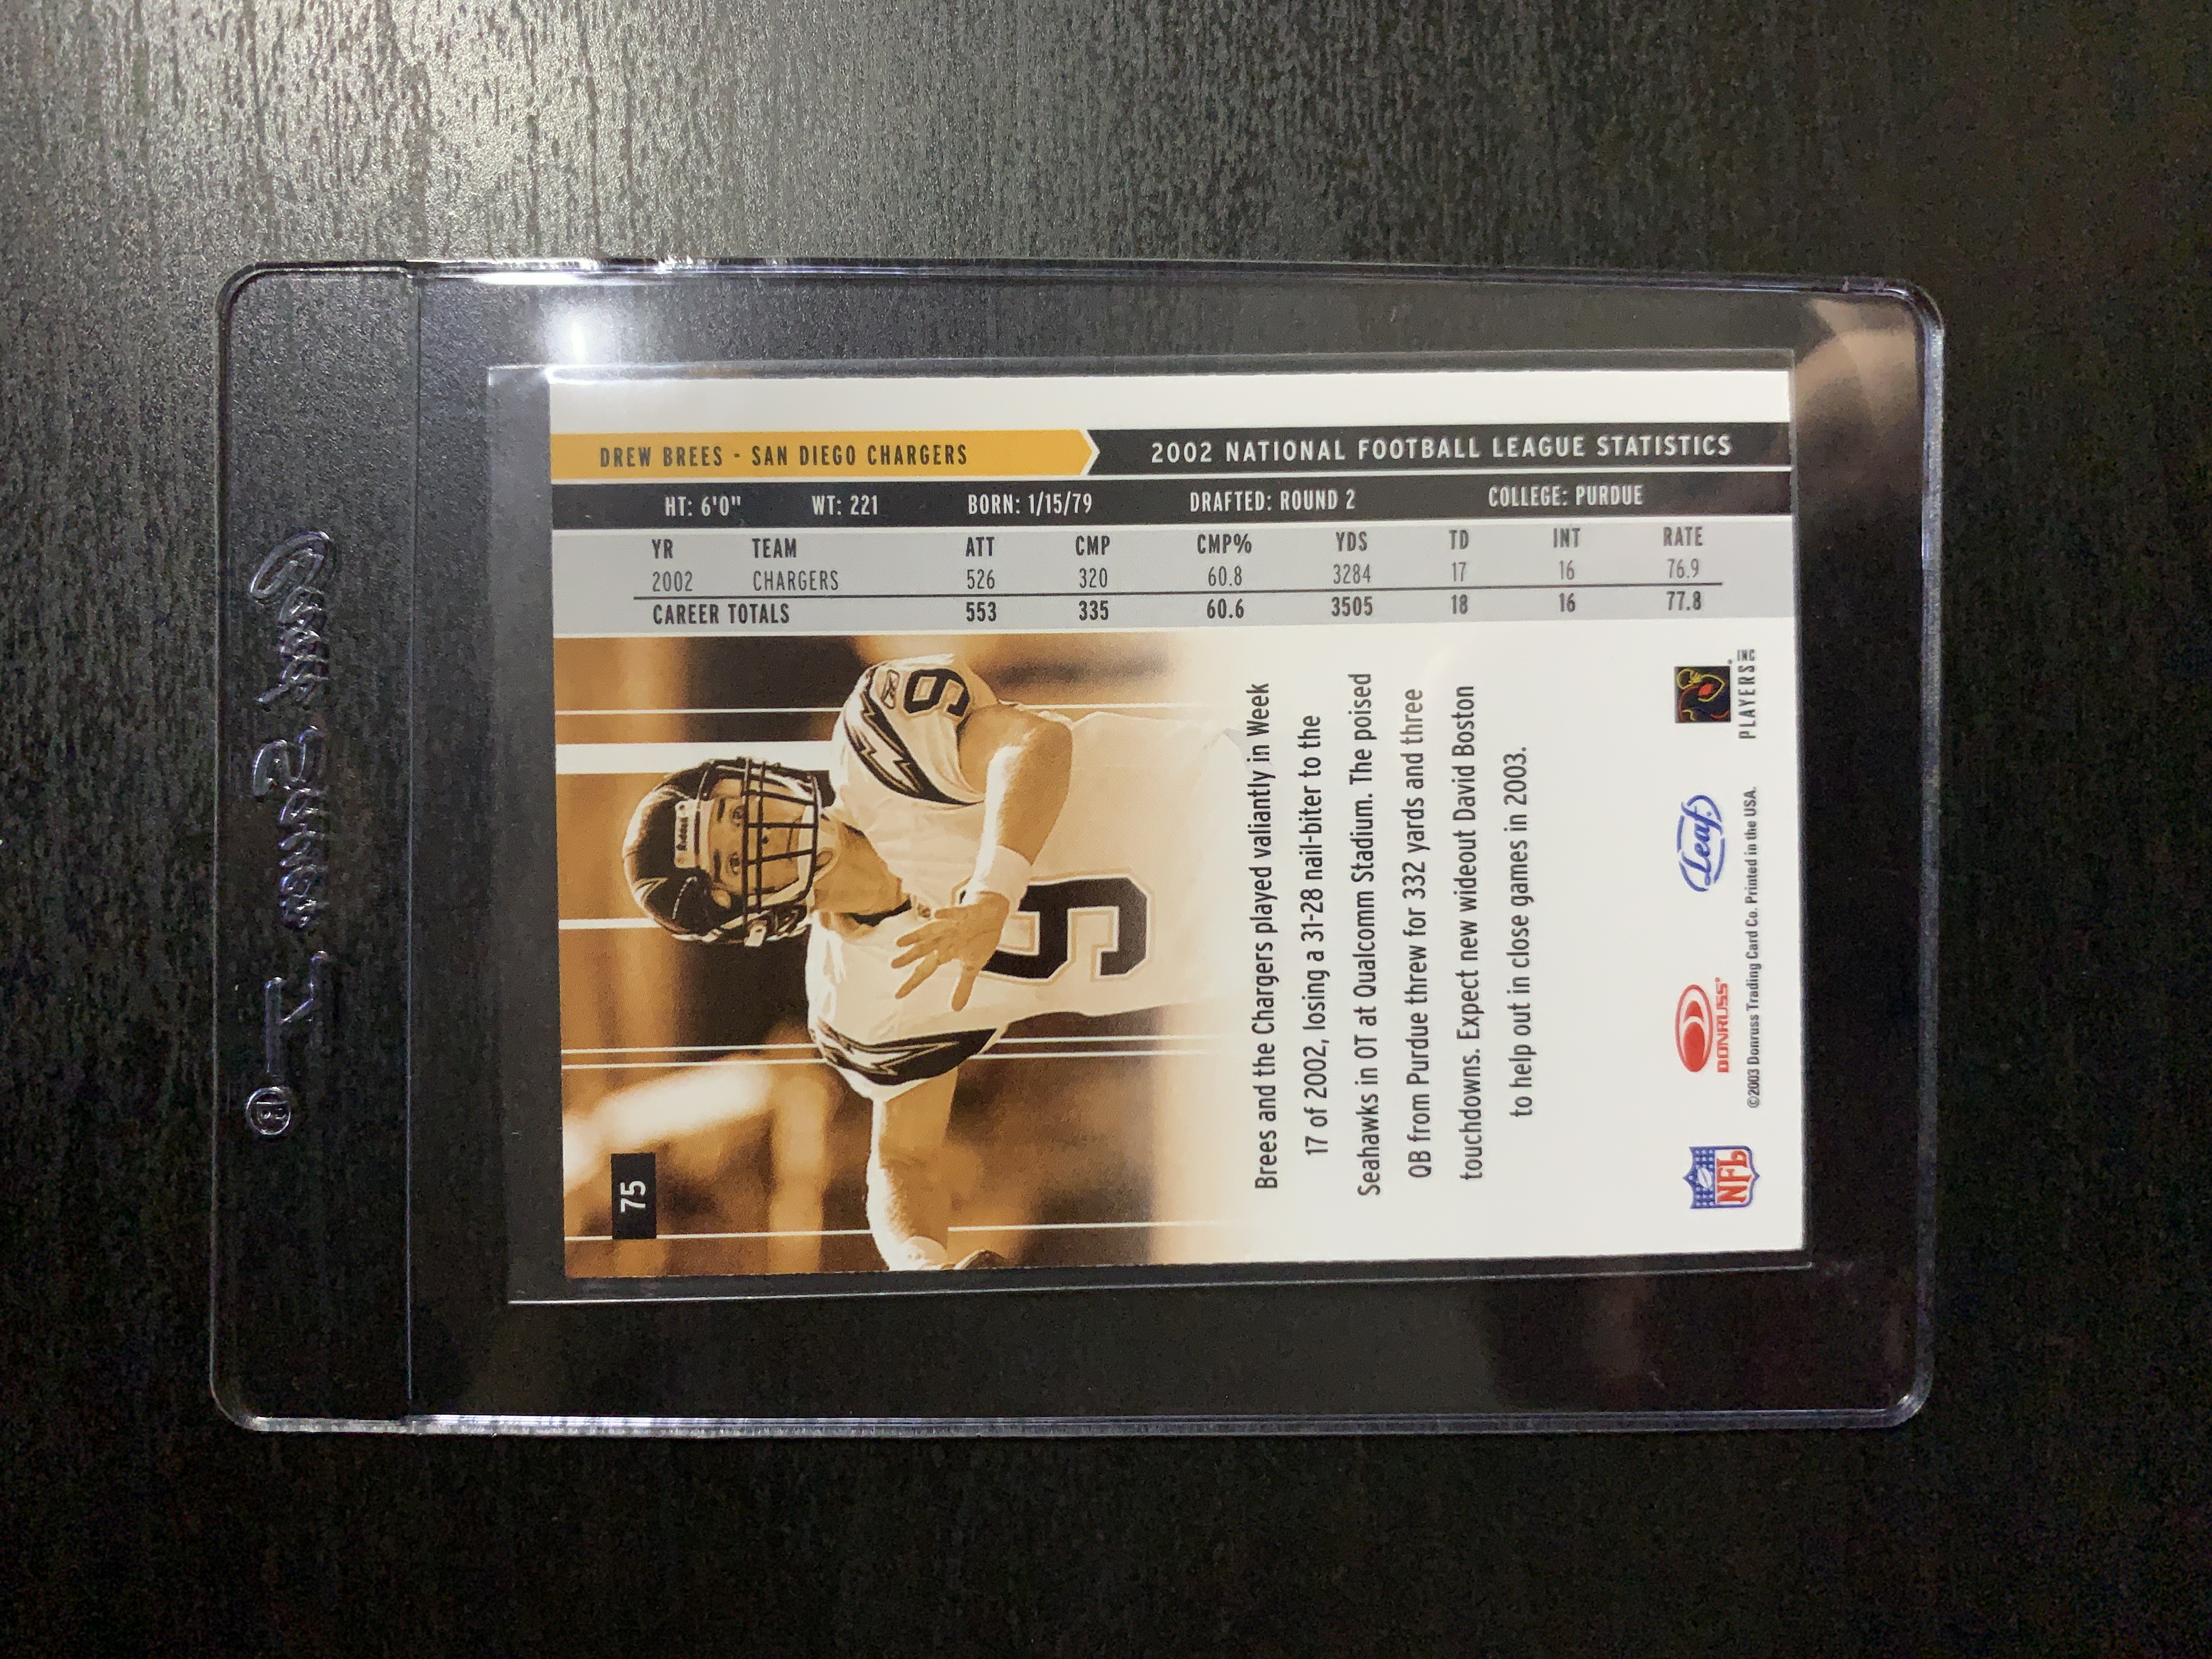 Card Saver I®
75
Riddell
9
9
DREW BREES - SAN DIEGO CHARGERS 2002 NATIONAL FOOTBALL LEAGUE STATISTICS
HT: 6'0" WT: 221 BORN: 1/15/79 DRAFTED: ROUND 2 COLLEGE: PURDUE
YR TEAM ATT CMP CMP% YDS TD INT RATE
2002 CHARGERS 526 320 60.8 3284 17 16 76.9
CAREER TOTALS 553 335 60.6 3505 18 16 77.8
Brees and the Chargers played valiantly in Week
17 of 2002, losing a 31-28 nail-biter to the
Seahawks in OT at Qualcomm Stadium. The poised
QB from Purdue threw for 332 yards and three
touchdowns. Expect new wideout David Boston
to help out in close games in 2003.
NFL
DONRUSS
Leaf
PLAYERS INC
©2003 Donruss Trading Card Co. Printed in the USA.